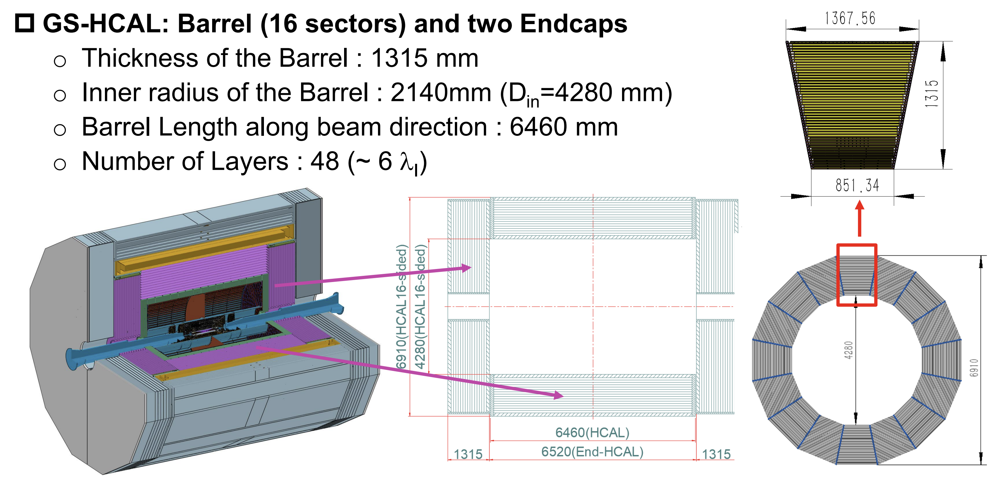 GS-HCAL: Barrel (16 sectors) and two Endcaps
Thickness of the Barrel : 1315 mm
Inner radius of the Barrel : 2140mm (Din=4280 mm)
Barrel Length along beam direction : 6460 mm
Number of Layers : 48 (~ 6 λI)
1367.56
1315
851.34
6910(HCAL16-sided)
4280(HCAL16-sided)
6460(HCAL)
6520(End-HCAL)
1315
1315
4280
6910